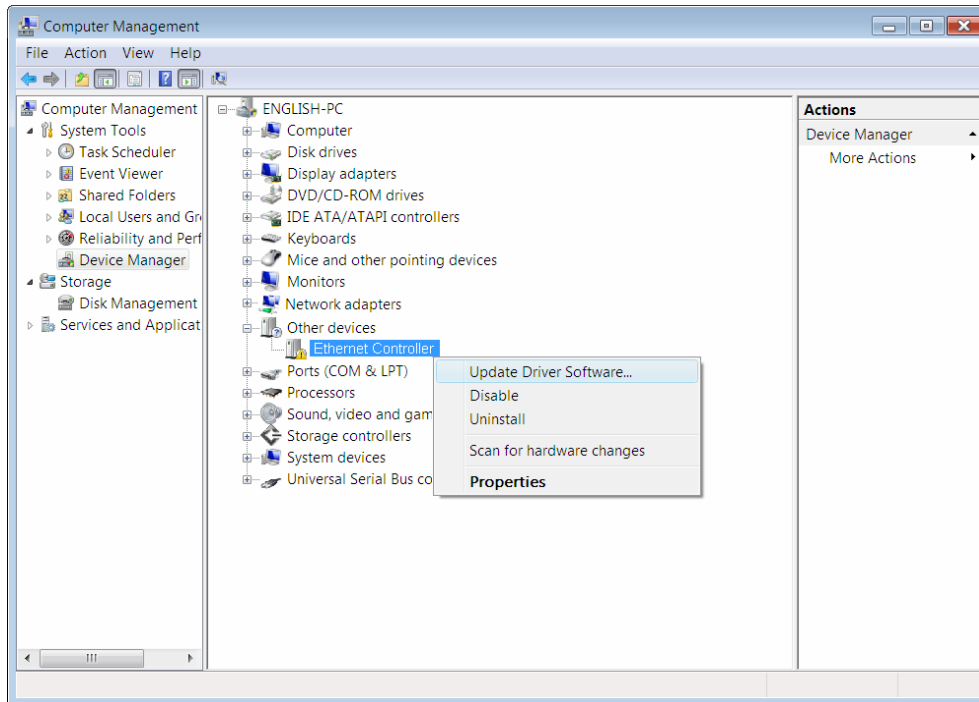 Computer Management
File Action View Help
Computer Management
System Tools
Task Scheduler
Event Viewer
Shared Folders
Local Users and Gr
Reliability and Perf
Device Manager
Storage
Disk Management
Services and Applicat
ENGLISH-PC
Computer
Disk drives
Display adapters
DVD/CD-ROM drives
IDE ATA/ATAPI controllers
Keyboards
Mice and other pointing devices
Monitors
Network adapters
Other devices
Ethernet Controller
Ports (COM & LPT)
Processors
Sound, video and gam
Storage controllers
System devices
Universal Serial Bus co
Update Driver Software...
Disable
Uninstall
Scan for hardware changes
Properties
Actions
Device Manager
More Actions